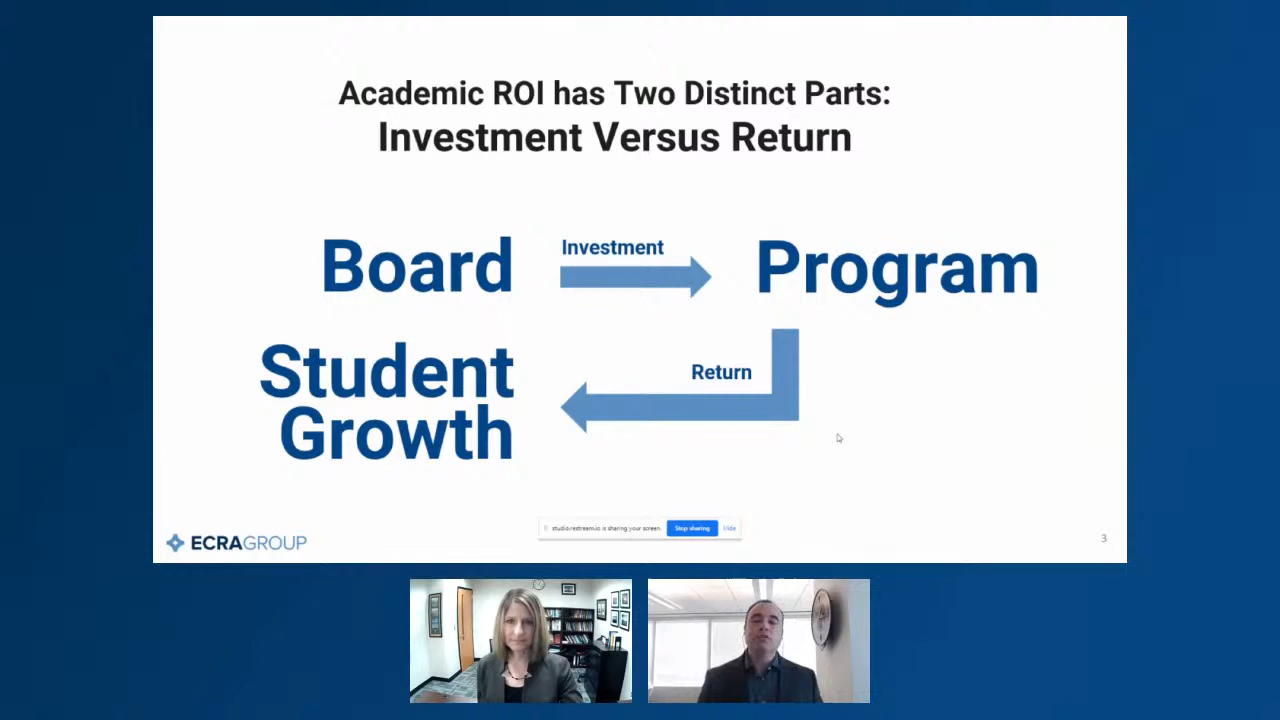 Academic ROI has Two Distinct Parts:
Investment Versus Return
Board
Investment
Program
Student
Growth
Return
studio.restream.io is sharing your screen.
Stop sharing
Hide
ECRAGROUP
3